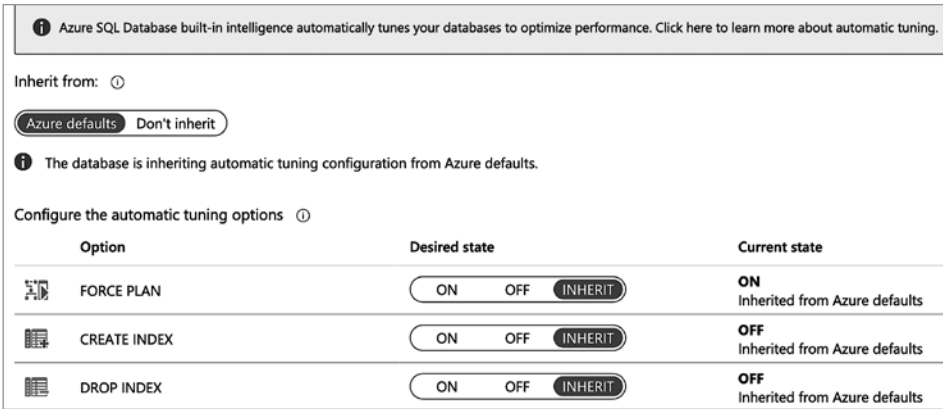 Azure SQL Database built-in intelligence automatically tunes your databases to optimize performance. Click here to learn more about automatic tuning.
Inherit from:
Azure defaults Don't inherit
The database is inheriting automatic tuning configuration from Azure defaults.
Configure the automatic tuning options
Option Desired state Current state
FORCE PLAN ON OFF INHERIT ON
Inherited from Azure defaults
CREATE INDEX ON OFF INHERIT OFF
Inherited from Azure defaults
DROP INDEX ON OFF INHERIT OFF
Inherited from Azure defaults